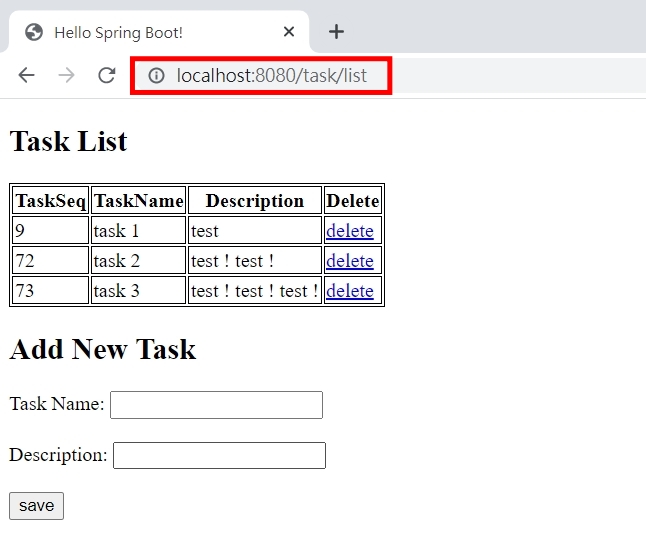 Hello Spring Boot!
localhost:8080/task/list
Task List
TaskSeq TaskName Description Delete
9 task 1 test delete
72 task 2 test ! test ! delete
73 task 3 test ! test ! test ! delete
Add New Task
Task Name:
Description:
save